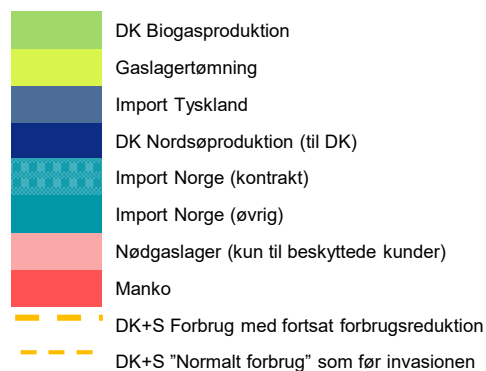 DK Biogasproduktion
Gaslagertømning
Import Tyskland
DK Nordsøproduktion (til DK)
Import Norge (kontrakt)
Import Norge (øvrig)
Nødgaslager (kun til beskyttede kunder)
Manko
DK+S Forbrug med fortsat forbrugsreduktion
DK+S ”Normalt forbrug” som før invasionen